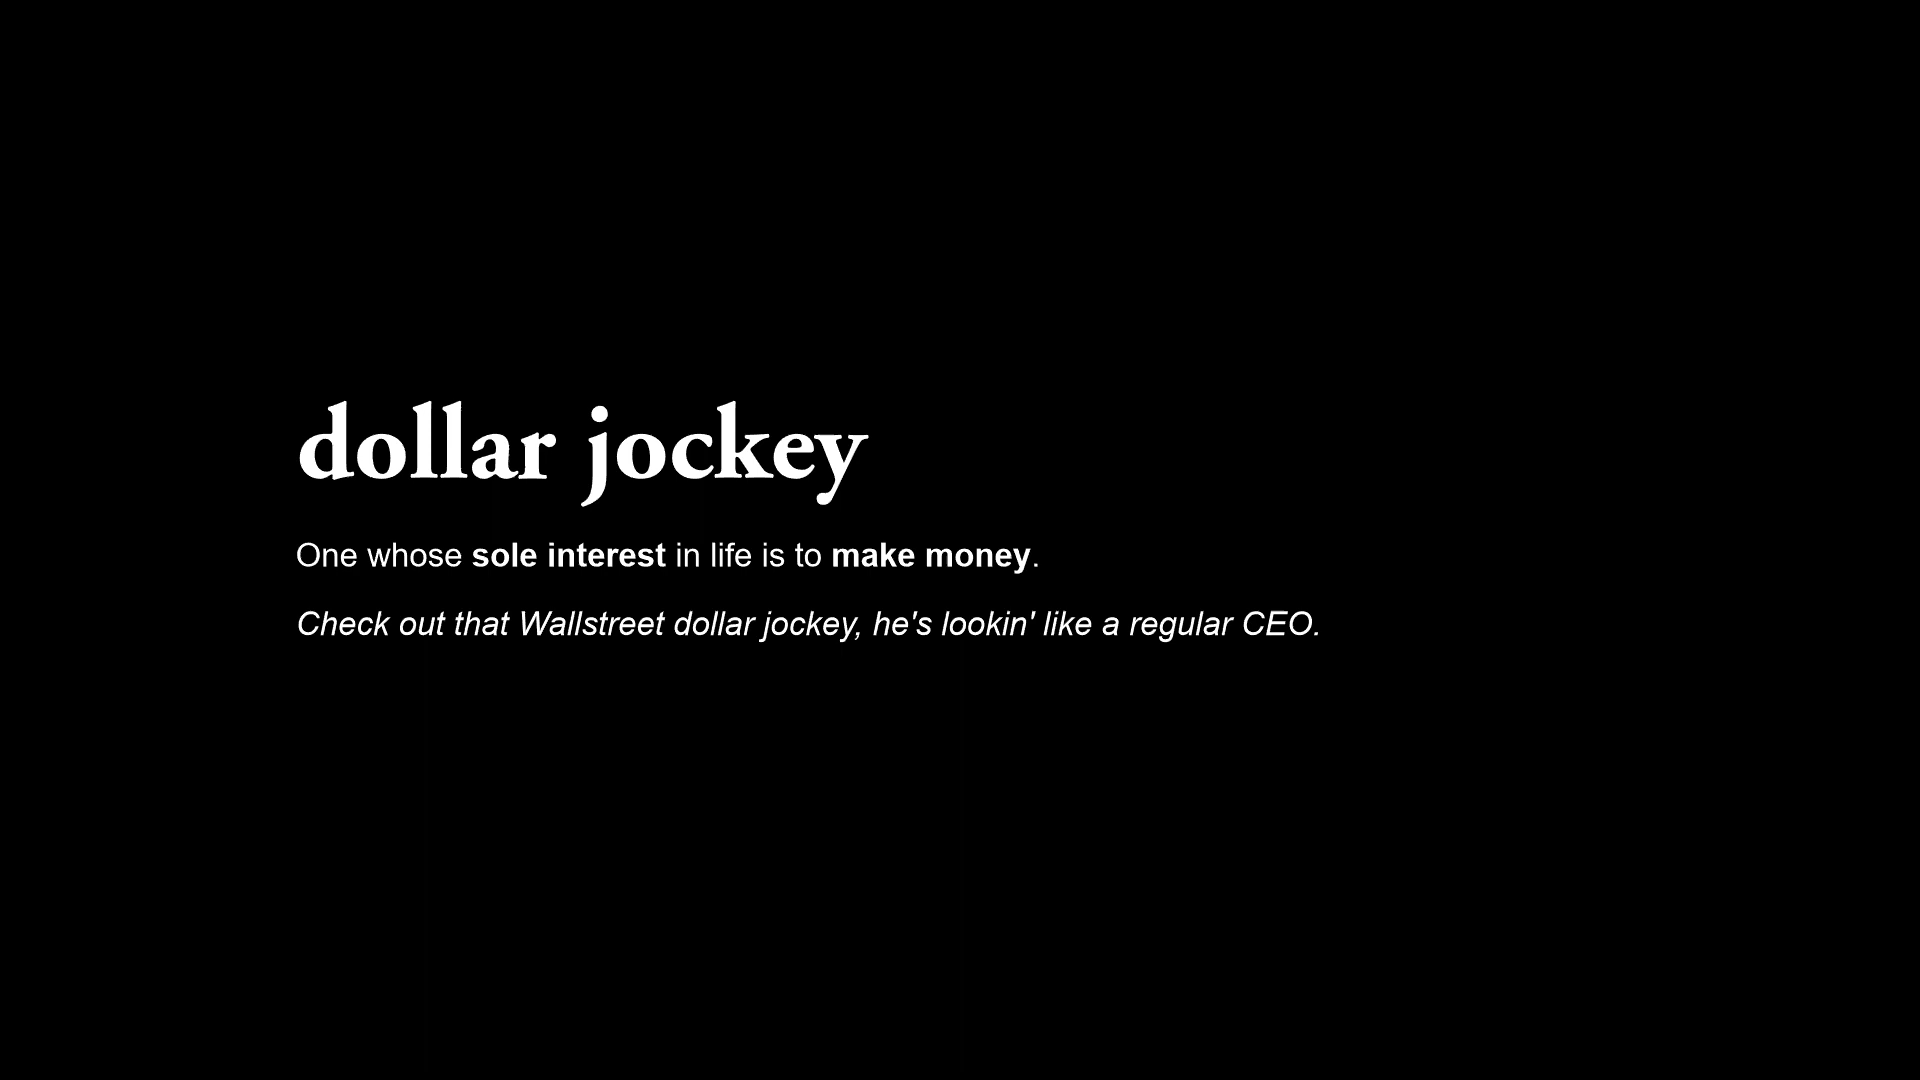 dollar jockey
One whose sole interest in life is to make money.
Check out that Wallstreet dollar jockey, he's lookin' like a regular CEO.